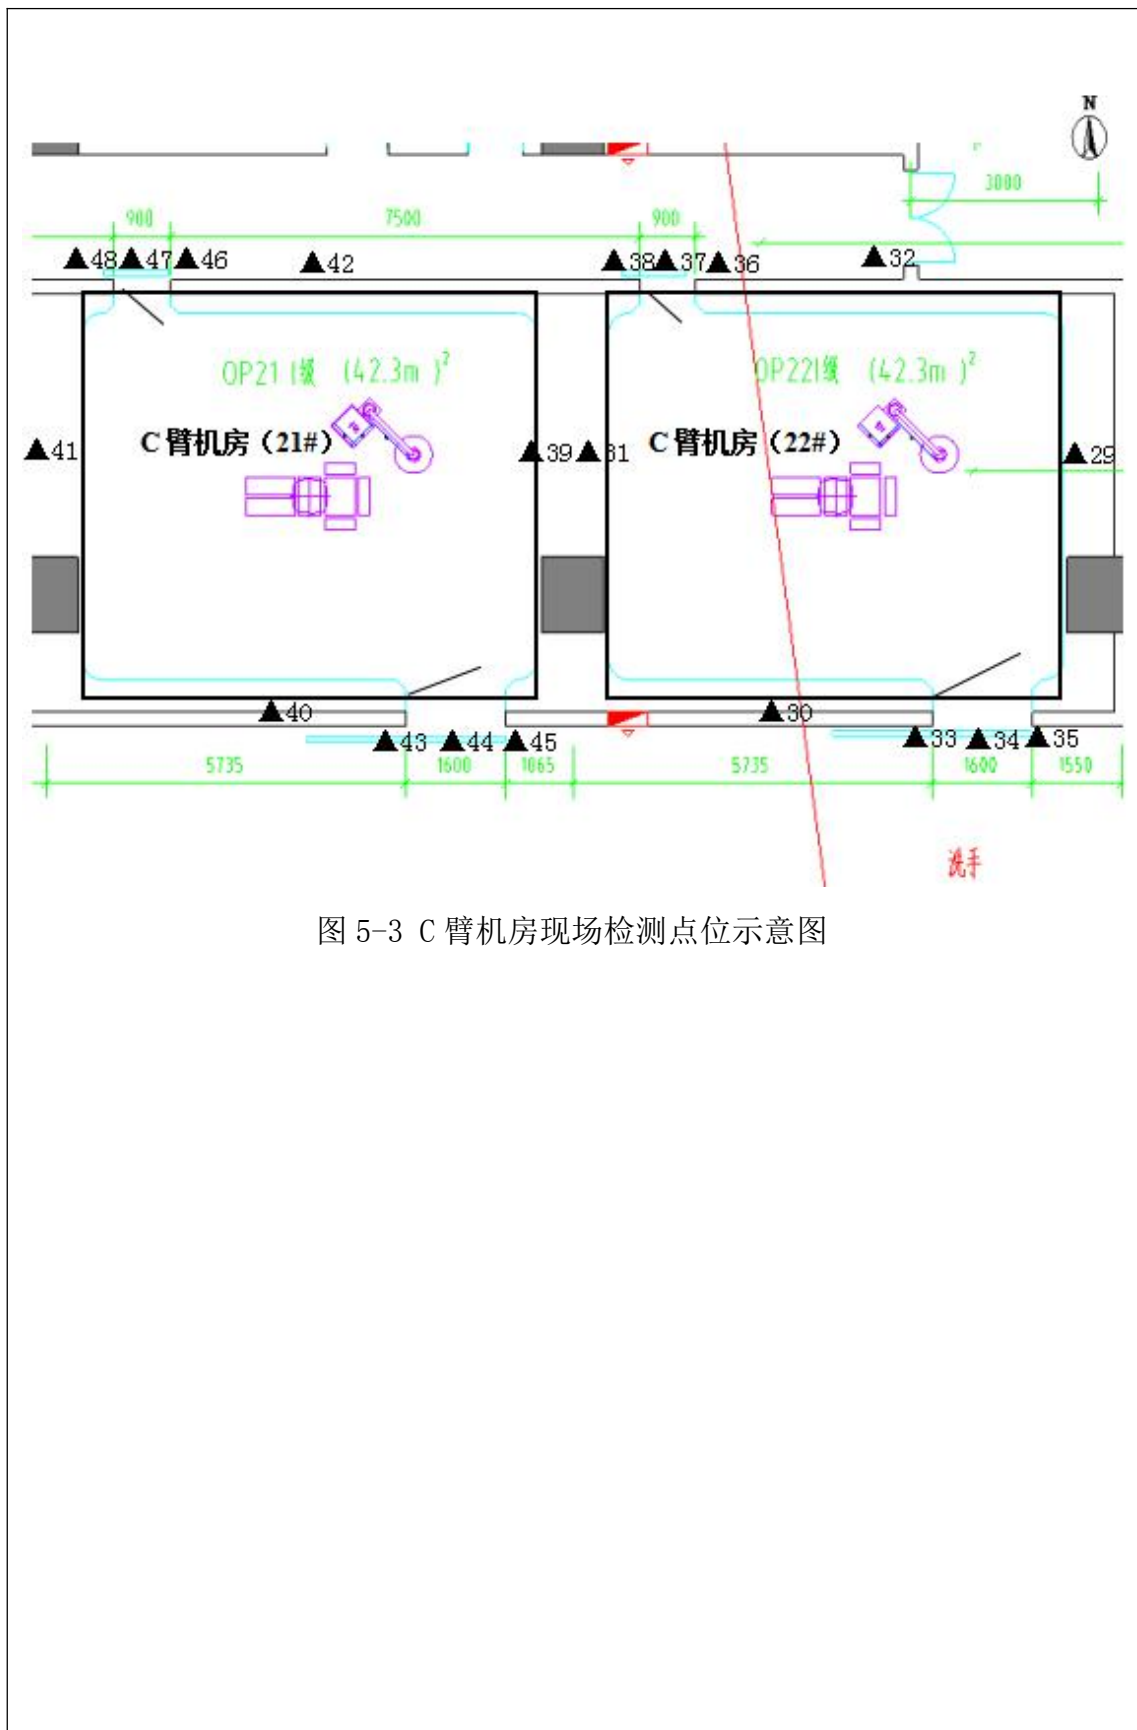 N
3000
900 7500 900
▲48 ▲47 ▲46 ▲42 ▲38 ▲37 ▲36 ▲32
OP21 I级 (42.3m )²
OP22I级 (42.3m )²
▲41 C 臂机房（21#） ▲39 ▲31 C 臂机房（22#） ▲29
▲40 ▲30
▲43 ▲44 ▲45 ▲33 ▲34 ▲35
5735 1600 1065 5735 1600 1550
洗手
图 5-3 C 臂机房现场检测点位示意图